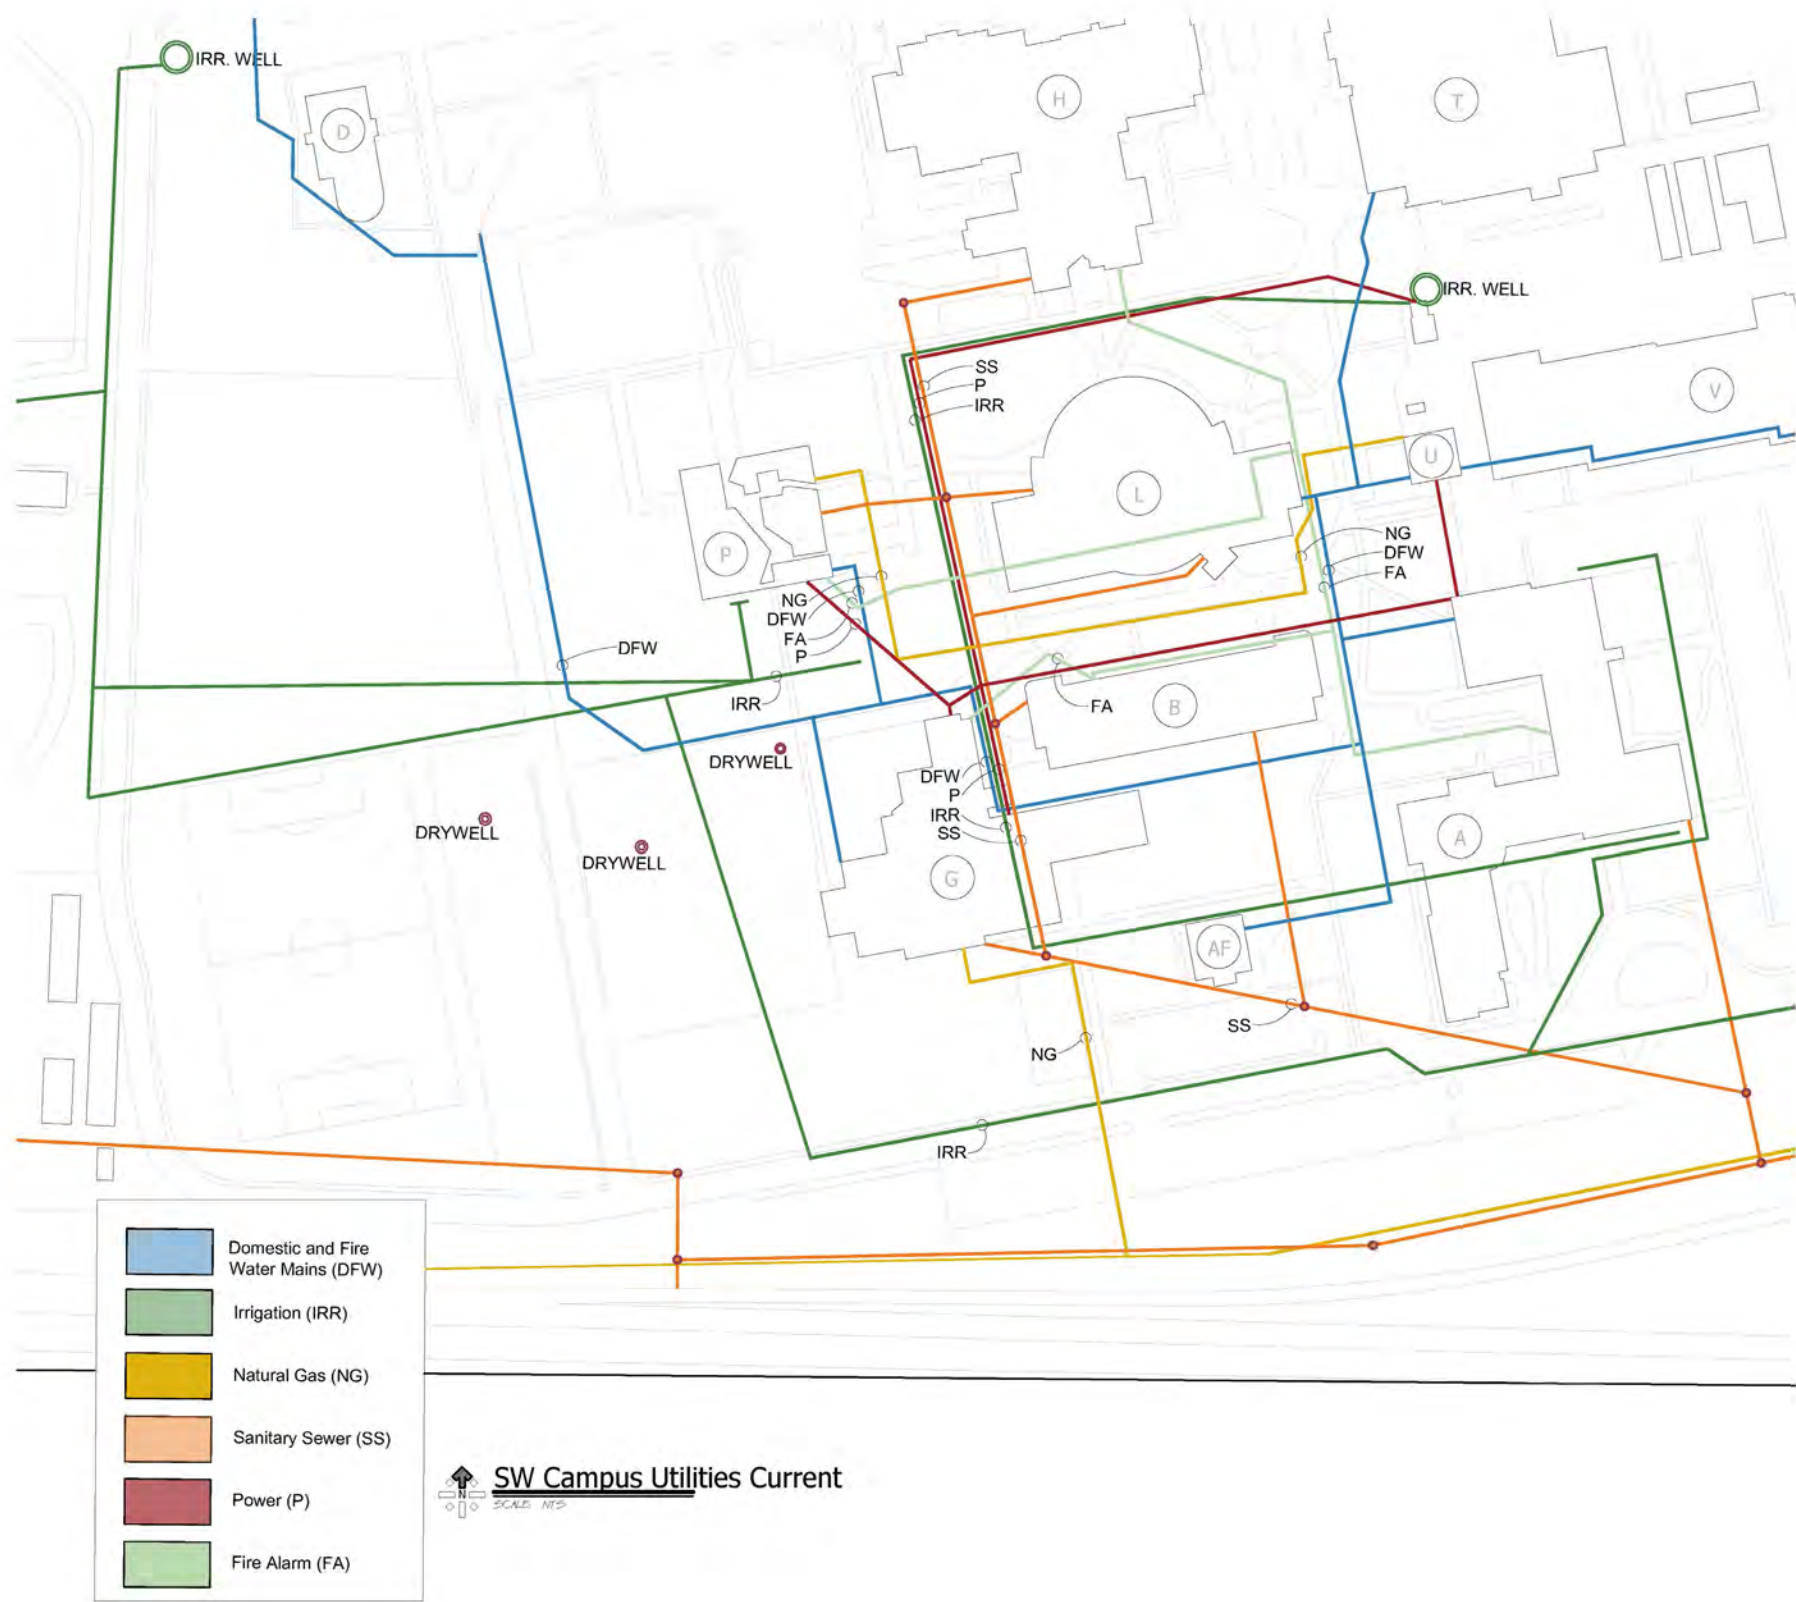 IRR. WELL
D
H
T
IRR. WELL
SS
P
IRR
V
U
L
P
NG
DFW
FA
NG
DFW
FA
P
DFW
IRR
FA
B
DRYWELL
DFW
P
IRR
SS
DRYWELL
DRYWELL
A
G
AF
SS
NG
IRR
Domestic and Fire
Water Mains (DFW)
Irrigation (IRR)
Natural Gas (NG)
Sanitary Sewer (SS)
Power (P)
Fire Alarm (FA)
N
SW Campus Utilities Current
SCALE: NTS